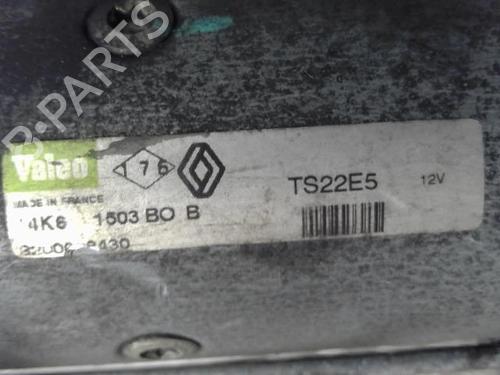 B-PARTS
Valeo
176
MADE IN FRANCE
TS22E5 12V
4K6 1503 BO B